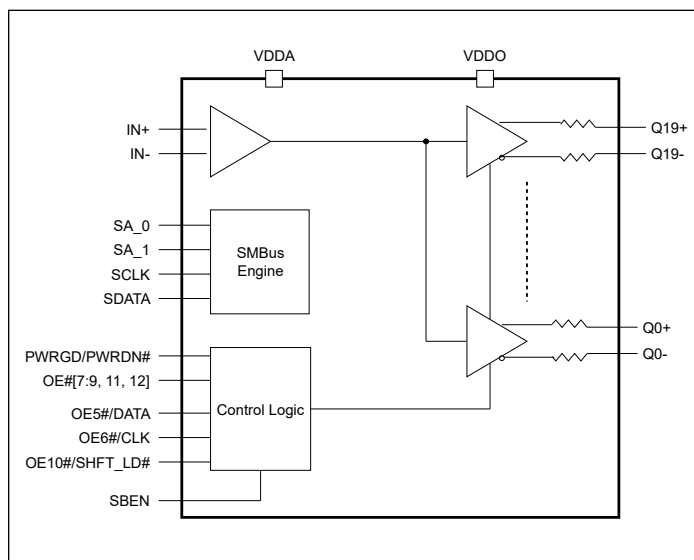 VDDA
VDDO
IN+
IN-
Q19+
Q19-
SA_0
SA_1
SCLK
SDATA
SMBus
Engine
Q0+
Q0-
PWRGD/PWRDN#
OE#[7:9, 11, 12]
OE5#/DATA
OE6#/CLK
OE10#/SHFT_LD#
Control Logic
SBEN